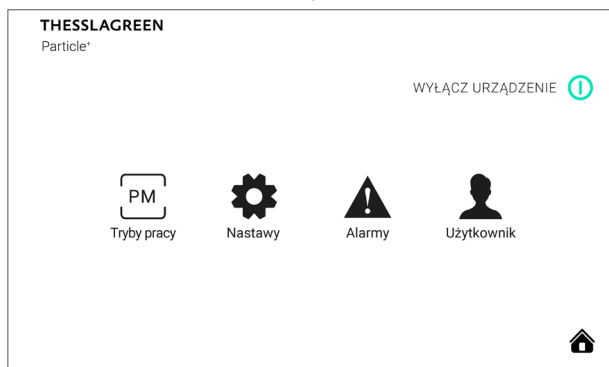 THESSLAGREEN
Particle⁺
WYŁĄCZ URZĄDZENIE
PM
Tryby pracy
Nastawy
Alarmy
Użytkownik